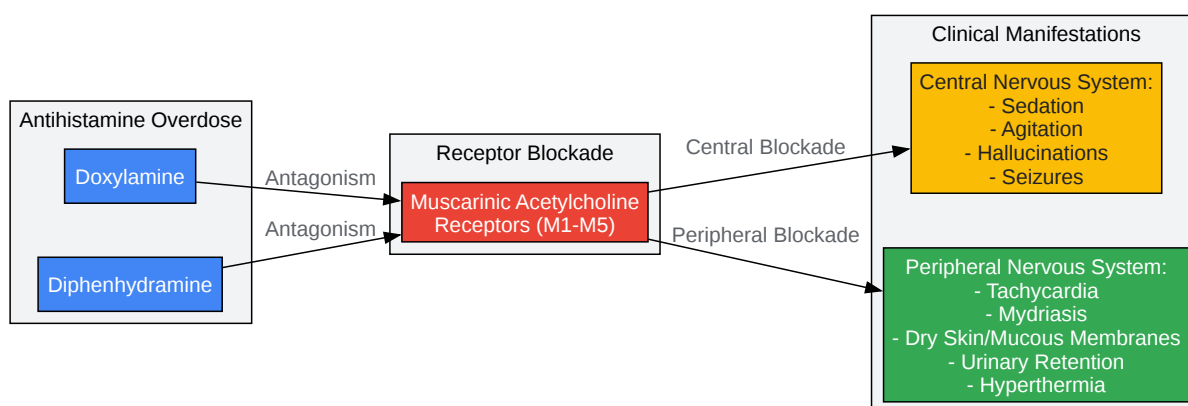 Antihistamine Overdose
Doxylamine
Diphenhydramine
Antagonism
Antagonism
Receptor Blockade
Muscarinic Acetylcholine
Receptors (M1-M5)
Central Blockade
Peripheral Blockade
Clinical Manifestations
Central Nervous System:
- Sedation
- Agitation
- Hallucinations
- Seizures
Peripheral Nervous System:
- Tachycardia
- Mydriasis
- Dry Skin/Mucous Membranes
- Urinary Retention
- Hyperthermia